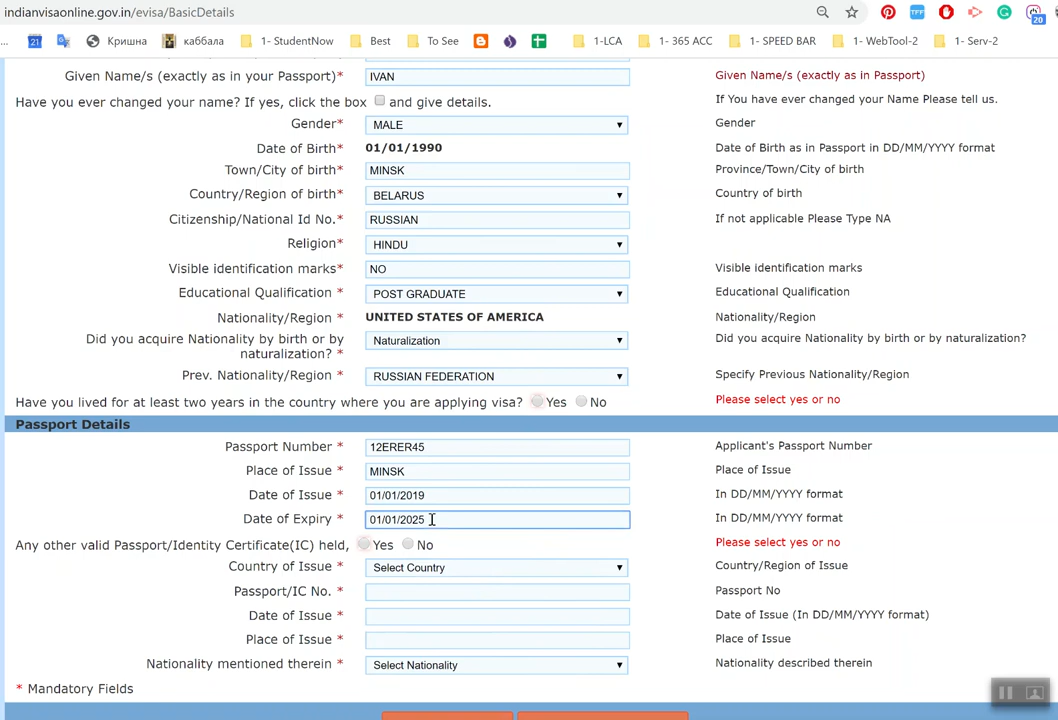 indianvisaonline.gov.in/evisa/BasicDetails
20
... 21 Кришна каббала 1- StudentNow Best To See 1-LCA 1- 365 ACC 1- SPEED BAR 1- WebTool-2 1- Serv-2
Given Name/s (exactly as in your Passport)* IVAN Given Name/s (exactly as in Passport)
Have you ever changed your name? If yes, click the box and give details. If You have ever changed your Name Please tell us.
Gender* MALE Gender
Date of Birth* 01/01/1990 Date of Birth as in Passport in DD/MM/YYYY format
Town/City of birth* MINSK Province/Town/City of birth
Country/Region of birth* BELARUS Country of birth
Citizenship/National Id No.* RUSSIAN If not applicable Please Type NA
Religion* HINDU
Visible identification marks* NO Visible identification marks
Educational Qualification * POST GRADUATE Educational Qualification
Nationality/Region * UNITED STATES OF AMERICA Nationality/Region
Did you acquire Nationality by birth or by naturalization? * Naturalization Did you acquire Nationality by birth or by naturalization?
Prev. Nationality/Region * RUSSIAN FEDERATION Specify Previous Nationality/Region
Have you lived for at least two years in the country where you are applying visa? Yes No Please select yes or no
Passport Details
Passport Number * 12ERER45 Applicant's Passport Number
Place of Issue * MINSK Place of Issue
Date of Issue * 01/01/2019 In DD/MM/YYYY format
Date of Expiry * 01/01/2025 In DD/MM/YYYY format
Any other valid Passport/Identity Certificate(IC) held, Yes No Please select yes or no
Country of Issue * Select Country Country/Region of Issue
Passport/IC No. * Passport No
Date of Issue * Date of Issue (In DD/MM/YYYY format)
Place of Issue * Place of Issue
Nationality mentioned therein * Select Nationality Nationality described therein
* Mandatory Fields